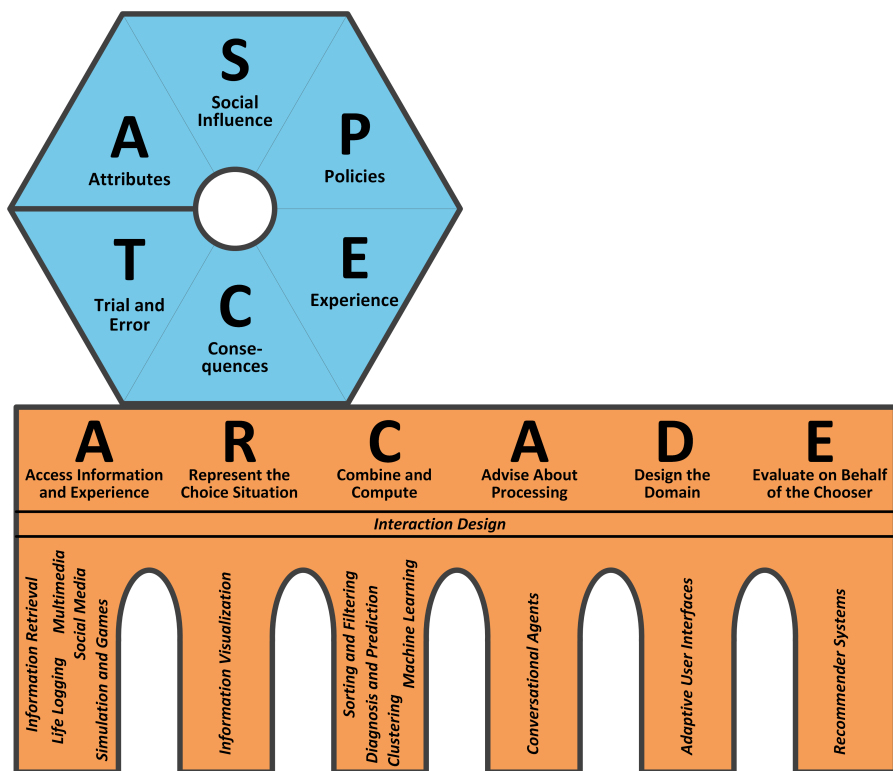 S
Social
Influence
A
Attributes
P
Policies
T
Trial and
Error
C
Conse-
quences
E
Experience
A
Access Information
and Experience
R
Represent the
Choice Situation
C
Combine and
Compute
A
Advise About
Processing
D
Design the
Domain
E
Evaluate on Behalf
of the Chooser
Interaction Design
Information Retrieval
Life Logging
Multimedia
Social Media
Simulation and Games
Information Visualization
Sorting and Filtering
Diagnosis and Prediction
Clustering
Machine Learning
Conversational Agents
Adaptive User Interfaces
Recommender Systems